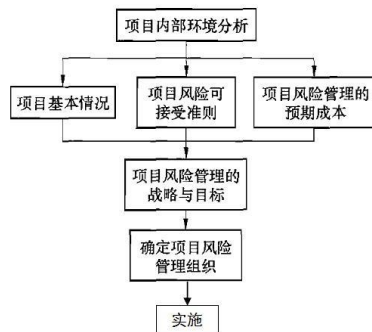 项目内部环境分析
项目基本情况
项目风险可
接受准则
项目风险管理的
预期成本
项目风险管理的
战略与目标
确定项目风险
管理组织
实施